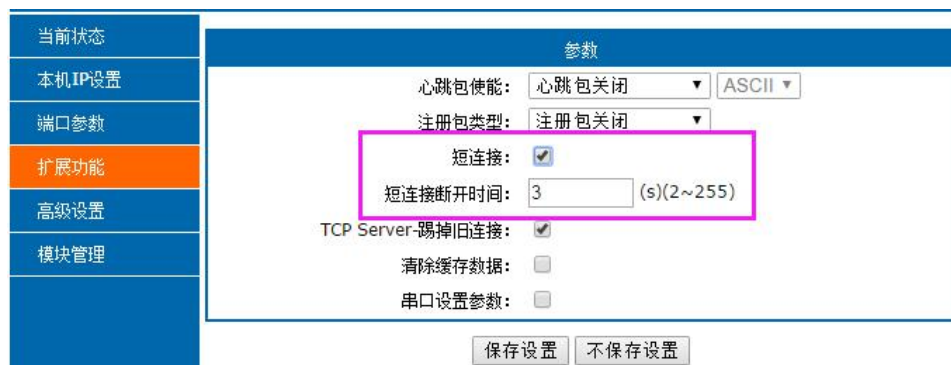 当前状态
本机IP设置
端口参数
扩展功能
高级设置
模块管理
参数
心跳包使能： 心跳包关闭 ASCII
注册包类型： 注册包关闭
短连接：
短连接断开时间： 3 (s)(2~255)
TCP Server-踢掉旧连接：
清除缓存数据：
串口设置参数：
保存设置 不保存设置